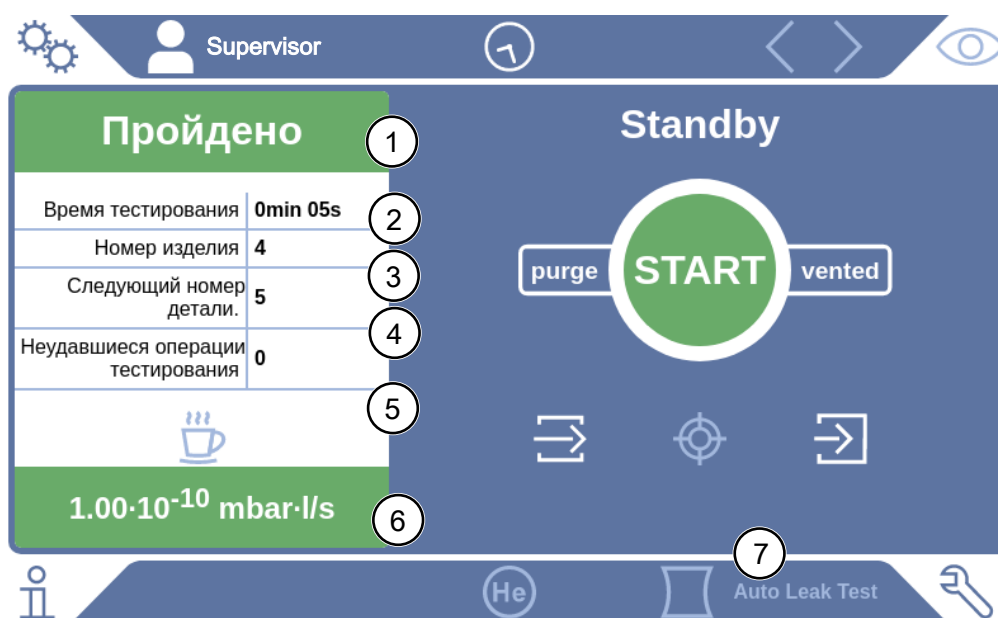 Supervisor
Пройдено
1
Standby
Время тестирования 0min 05s
2
Номер изделия 4
3
Следующий номер
детали. 5
purge START vented
4
Неудавшиеся операции
тестирования 0
5
1.00·10⁻¹⁰ mbar·l/s
6
7
He
Auto Leak Test